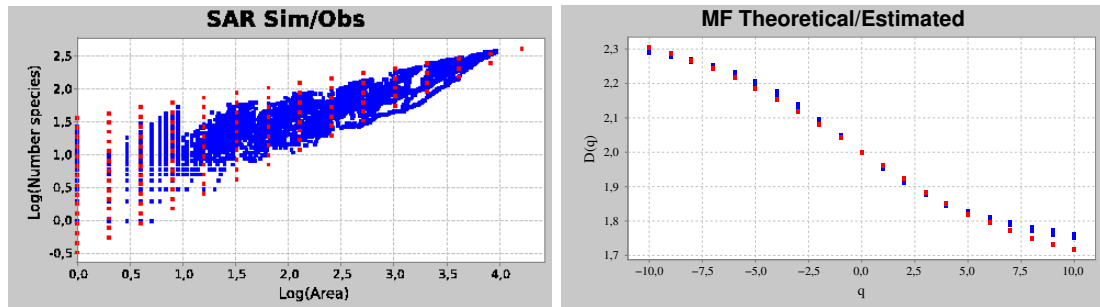 SAR Sim/Obs
Log(Number species)
2,5
2,0
1,5
1,0
0,5
0,0
-0,5
0,0 0,5 1,0 1,5 2,0 2,5 3,0 3,5 4,0
Log(Area)
MF Theoretical/Estimated
D(q)
2,3
2,2
2,1
2,0
1,9
1,8
1,7
−10,0 −7,5 −5,0 −2,5 0,0 2,5 5,0 7,5 10,0
q